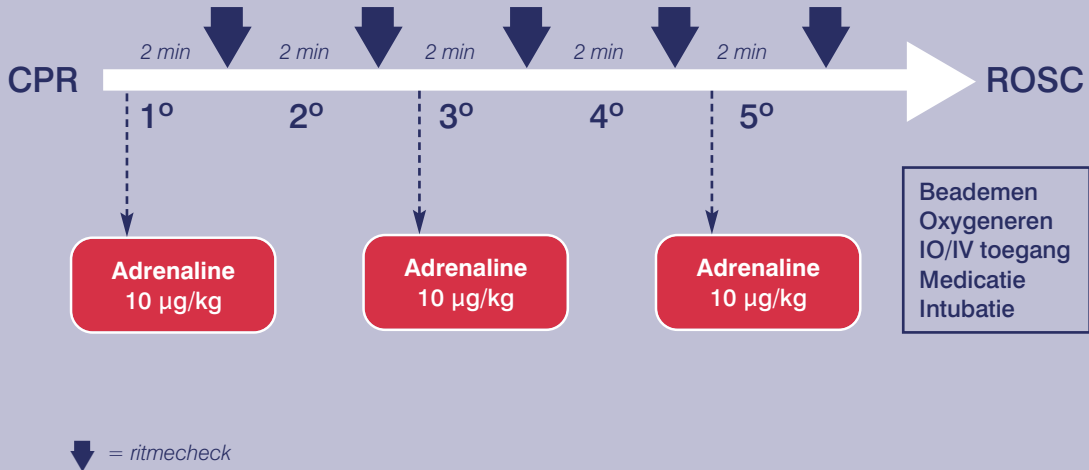 2 min 2 min 2 min 2 min 2 min
CPR ROSC
1º 2º 3º 4º 5º
Adrenaline
10 µg/kg
Adrenaline
10 µg/kg
Adrenaline
10 µg/kg
Beademen
Oxygeneren
IO/IV toegang
Medicatie
Intubatie
= ritmecheck